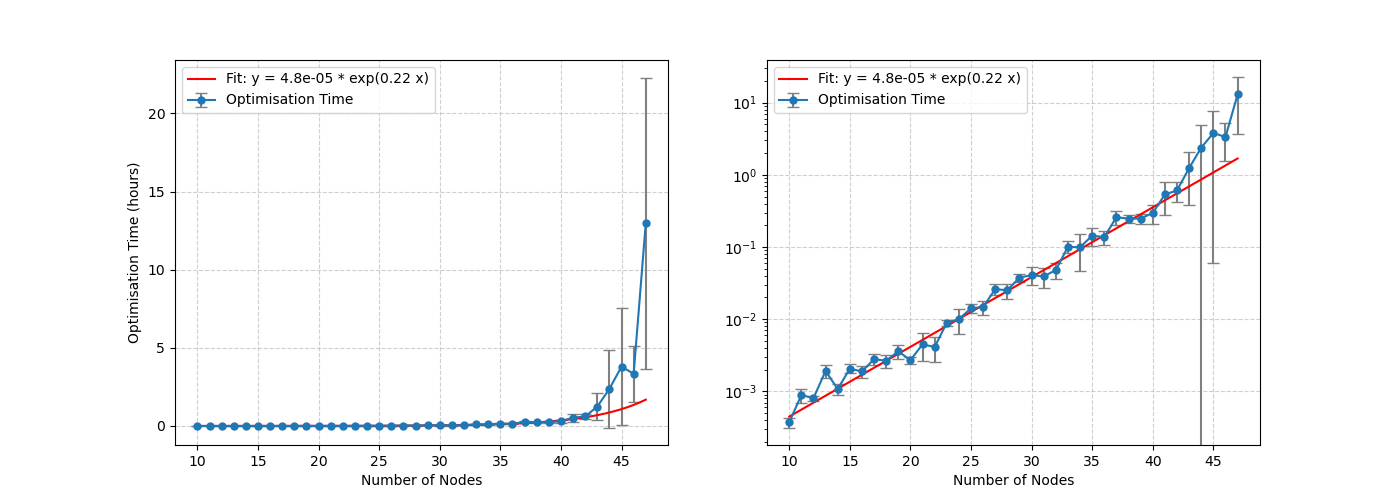 Fit: y = 4.8e-05 * exp(0.22 x)
Optimisation Time
Optimisation Time (hours)
20
15
10
5
0
10 15 20 25 30 35 40 45
Number of Nodes
Fit: y = 4.8e-05 * exp(0.22 x)
Optimisation Time
10¹
10⁰
10⁻¹
10⁻²
10⁻³
10 15 20 25 30 35 40 45
Number of Nodes